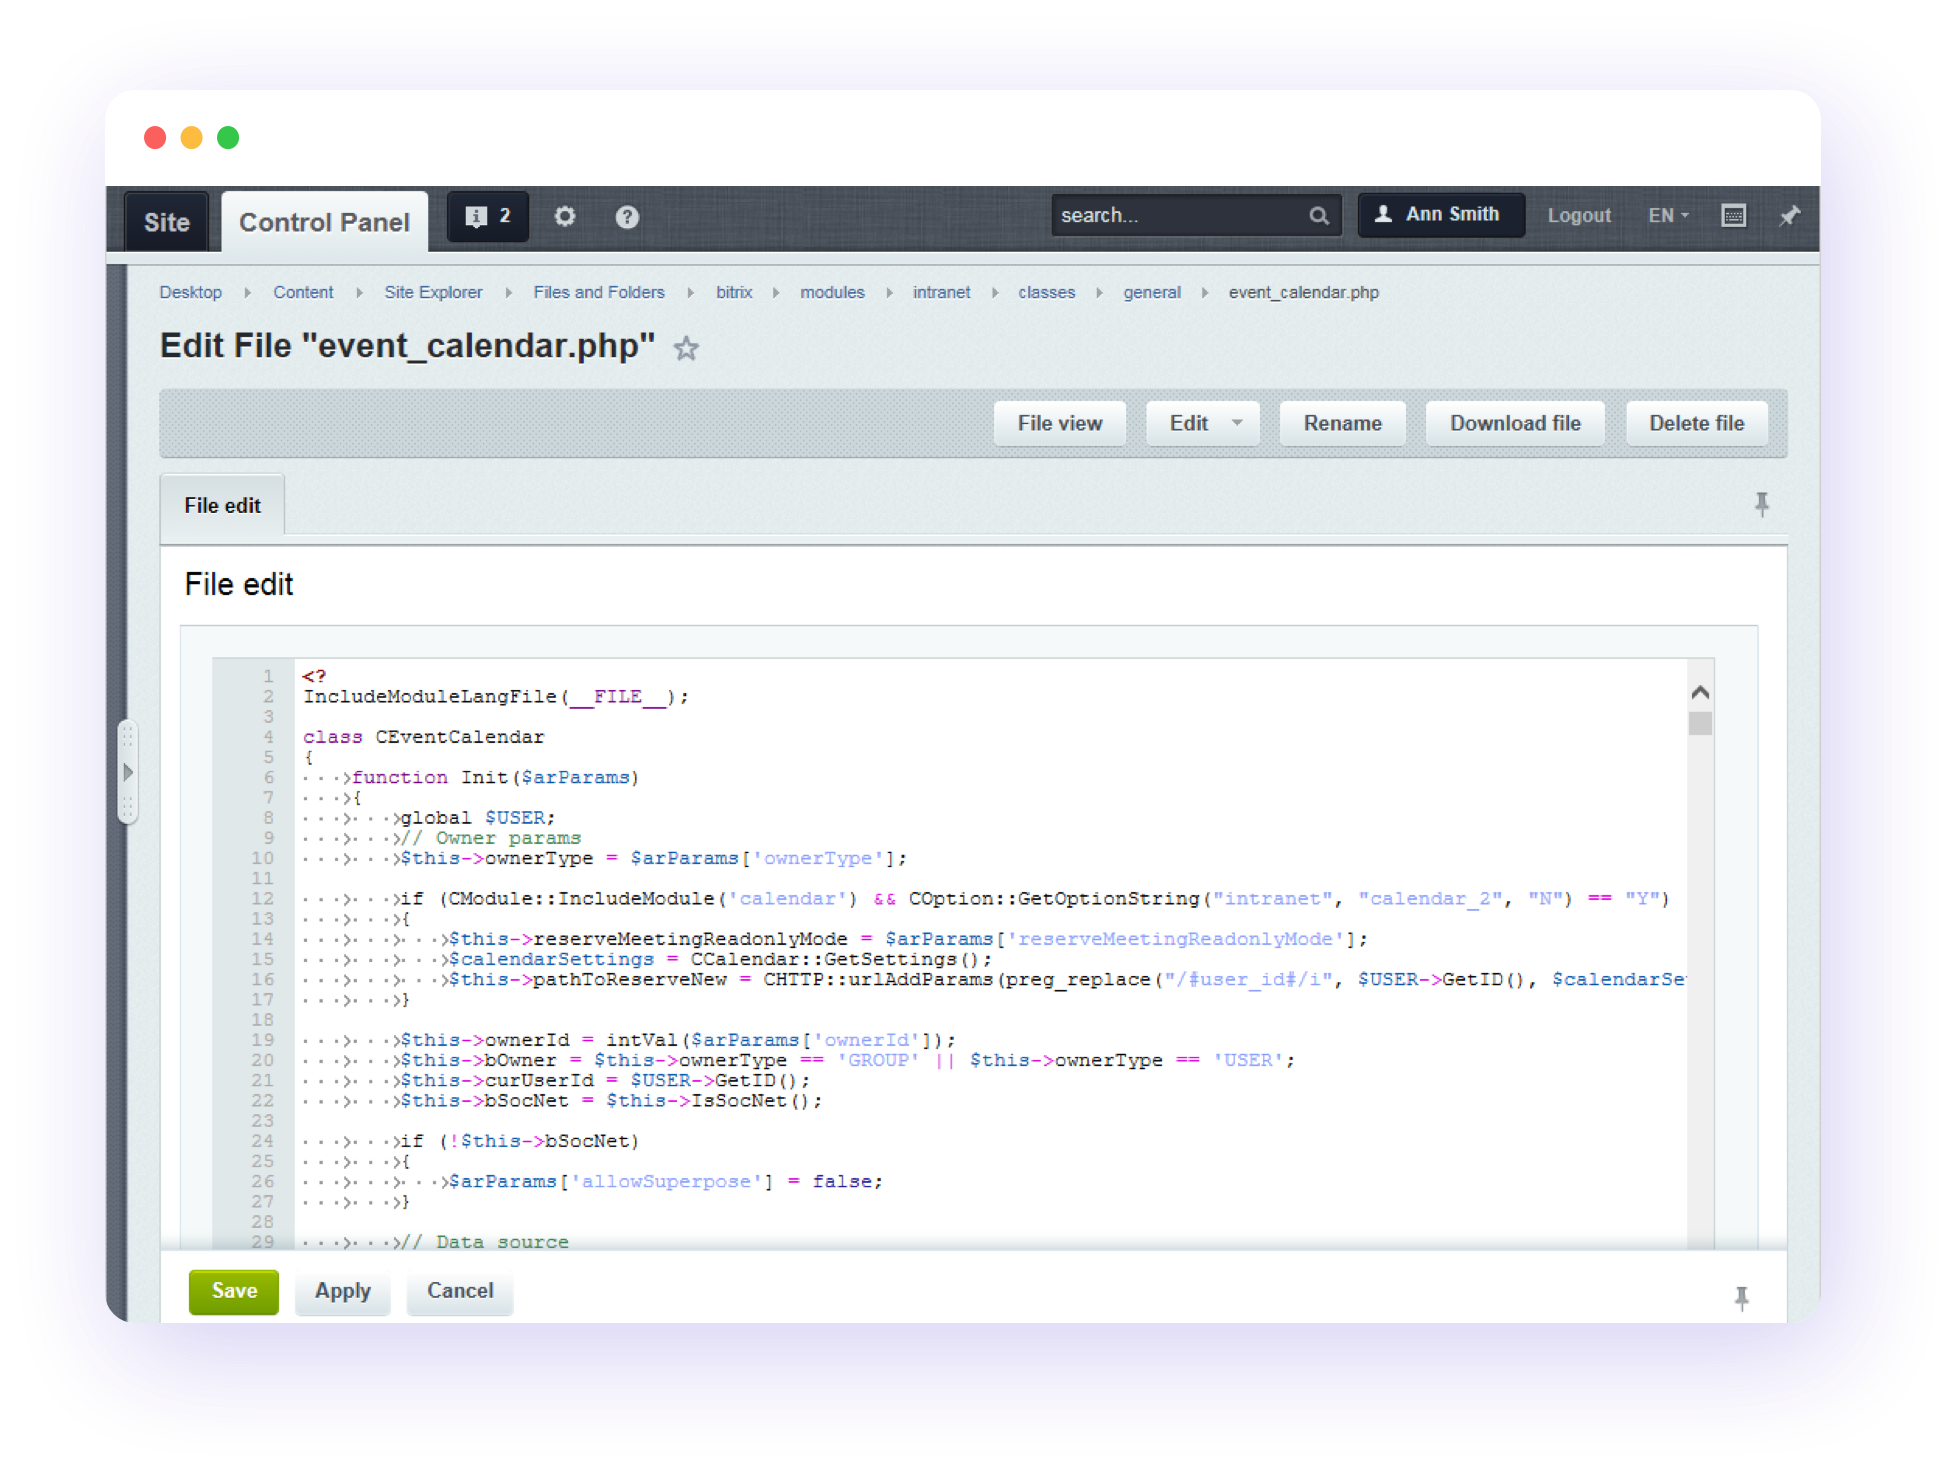 Site Control Panel 2 search... Ann Smith Logout EN
Desktop Content Site Explorer Files and Folders bitrix modules intranet classes general event_calendar.php
Edit File "event_calendar.php"
File view Edit Rename Download file Delete file
File edit
File edit
1 <?
2 IncludeModuleLangFile(__FILE__);
3
4 class CEventCalendar
5 {
6 function Init($arParams)
7 {
8 global $USER;
9 // Owner params
10 $this->ownerType = $arParams['ownerType'];
11
12 if (CModule::IncludeModule('calendar') && COption::GetOptionString("intranet", "calendar_2", "N") == "Y")
13 {
14 $this->reserveMeetingReadonlyMode = $arParams['reserveMeetingReadonlyMode'];
15 $calendarSettings = CCalendar::GetSettings();
16 $this->pathToReserveNew = CHTTP::urlAddParams(preg_replace("/#user_id#/i", $USER->GetID(), $calendarSe
17 }
18
19 $this->ownerId = intVal($arParams['ownerId']);
20 $this->bOwner = $this->ownerType == 'GROUP' || $this->ownerType == 'USER';
21 $this->curUserId = $USER->GetID();
22 $this->bSocNet = $this->IsSocNet();
23
24 if (!$this->bSocNet)
25 {
26 $arParams['allowSuperpose'] = false;
27 }
28
29 // Data source
Save Apply Cancel